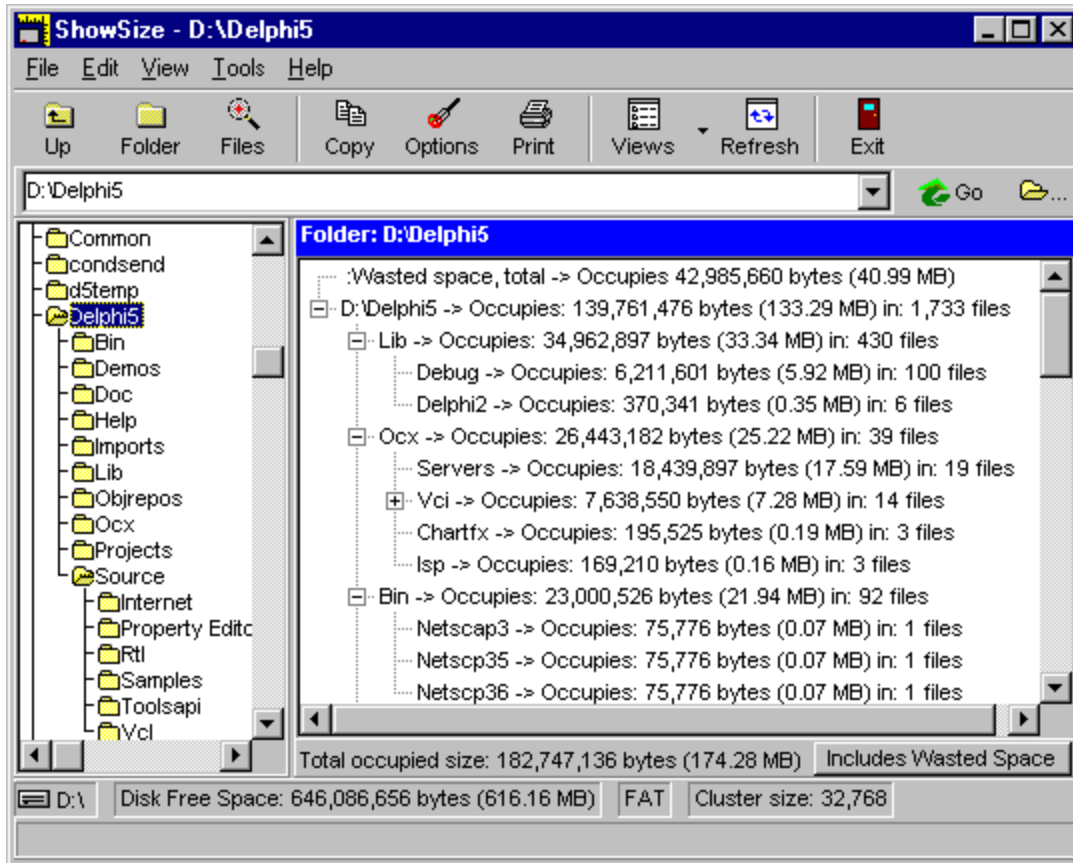 ShowSize - D:\Delphi5
File Edit View Tools Help
Up Folder Files Copy Options Print Views Refresh Exit
D:\Delphi5
Go ...
Common
condsend
d5temp
Delphi5
Bin
Demos
Doc
Help
Imports
Lib
Objrepos
Ocx
Projects
Source
Internet
Property Editc
Rtl
Samples
Toolsapi
Vcl
Folder: D:\Delphi5
:Wasted space, total -> Occupies 42,985,660 bytes (40.99 MB)
D:\Delphi5 -> Occupies: 139,761,476 bytes (133.29 MB) in: 1,733 files
Lib -> Occupies: 34,962,897 bytes (33.34 MB) in: 430 files
Debug -> Occupies: 6,211,601 bytes (5.92 MB) in: 100 files
Delphi2 -> Occupies: 370,341 bytes (0.35 MB) in: 6 files
Ocx -> Occupies: 26,443,182 bytes (25.22 MB) in: 39 files
Servers -> Occupies: 18,439,897 bytes (17.59 MB) in: 19 files
Vci -> Occupies: 7,638,550 bytes (7.28 MB) in: 14 files
Chartfx -> Occupies: 195,525 bytes (0.19 MB) in: 3 files
Isp -> Occupies: 169,210 bytes (0.16 MB) in: 3 files
Bin -> Occupies: 23,000,526 bytes (21.94 MB) in: 92 files
Netscap3 -> Occupies: 75,776 bytes (0.07 MB) in: 1 files
Netscp35 -> Occupies: 75,776 bytes (0.07 MB) in: 1 files
Netscp36 -> Occupies: 75,776 bytes (0.07 MB) in: 1 files
Total occupied size: 182,747,136 bytes (174.28 MB) Includes Wasted Space
D:\ Disk Free Space: 646,086,656 bytes (616.16 MB) FAT Cluster size: 32,768